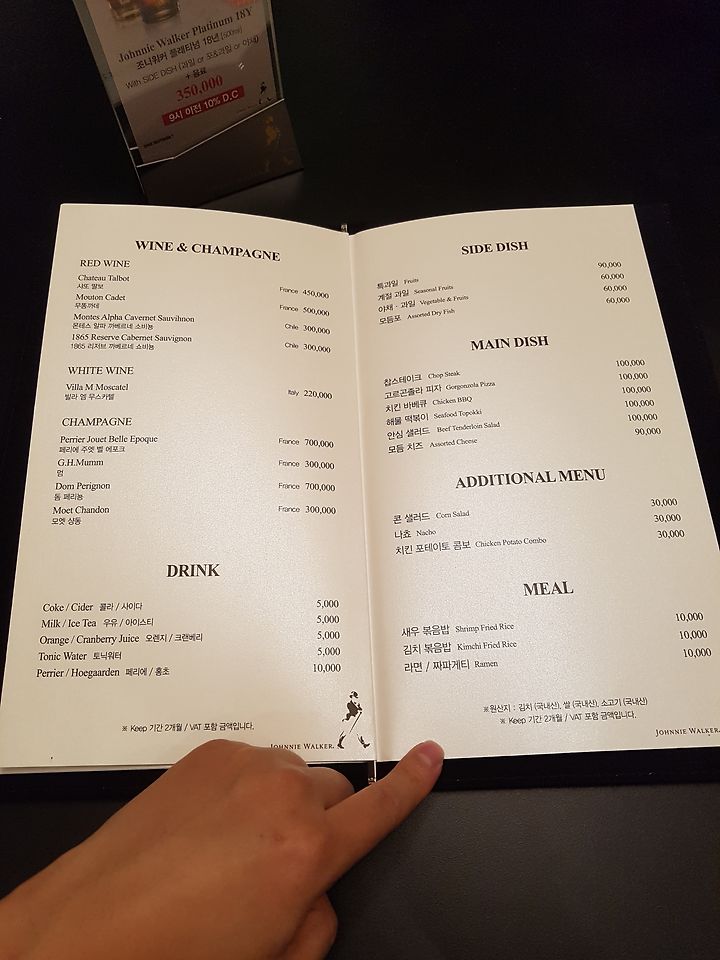 Johnnie Walker Platinum 18Y
조니워커 플래티넘 18년 (500ml)
With SIDE DISH (과일 or 포&과일 or 야채)
+ 음료
350,000
9시 이전 10% D.C
WINE & CHAMPAGNE
RED WINE
Chateau Talbot
샤또 딸보
France 450,000
Mouton Cadet
무똥까데
France 500,000
Montes Alpha Cavernet Sauvihnon
몬테스 알파 까베르네 소비뇽
Chile 300,000
1865 Reserve Cabernet Sauvignon
1865 리저브 까베르네 소비뇽
Chile 300,000
WHITE WINE
Villa M Moscatel
빌라 엠 무스카텔
Italy 220,000
CHAMPAGNE
Perrier Jouet Belle Epoque
페리에 주엣 벨 에포크
France 700,000
G.H.Mumm
멈
France 300,000
Dom Perignon
돔 페리뇽
France 700,000
Moet Chandon
모엣 샹동
France 300,000
DRINK
Coke / Cider 콜라 / 사이다 5,000
Milk / Ice Tea 우유 / 아이스티 5,000
Orange / Cranberry Juice 오렌지 / 크랜베리 5,000
Tonic Water 토닉워터 5,000
Perrier / Hoegaarden 페리에 / 홍초 10,000
※ Keep 기간 2개월 / VAT 포함 금액입니다.
JOHNNIE WALKER.
SIDE DISH
특과일 Fruits 90,000
계절 과일 Seasonal Fruits 60,000
야채 · 과일 Vegetable & Fruits 60,000
모듬포 Assorted Dry Fish 60,000
MAIN DISH
찹스테이크 Chop Steak 100,000
고르곤졸라 피자 Gorgonzola Pizza 100,000
치킨 바베큐 Chicken BBQ 100,000
해물 떡볶이 Seafood Topokki 100,000
안심 샐러드 Beef Tenderloin Salad 100,000
모듬 치즈 Assorted Cheese 90,000
ADDITIONAL MENU
콘 샐러드 Corn Salad 30,000
나쵸 Nacho 30,000
치킨 포테이토 콤보 Chicken Potato Combo 30,000
MEAL
새우 볶음밥 Shrimp Fried Rice 10,000
김치 볶음밥 Kimchi Fried Rice 10,000
라면 / 짜파게티 Ramen 10,000
※원산지 : 김치 (국내산), 쌀 (국내산), 소고기 (국내산)
※ Keep 기간 2개월 / VAT 포함 금액입니다.
JOHNNIE WALKER.